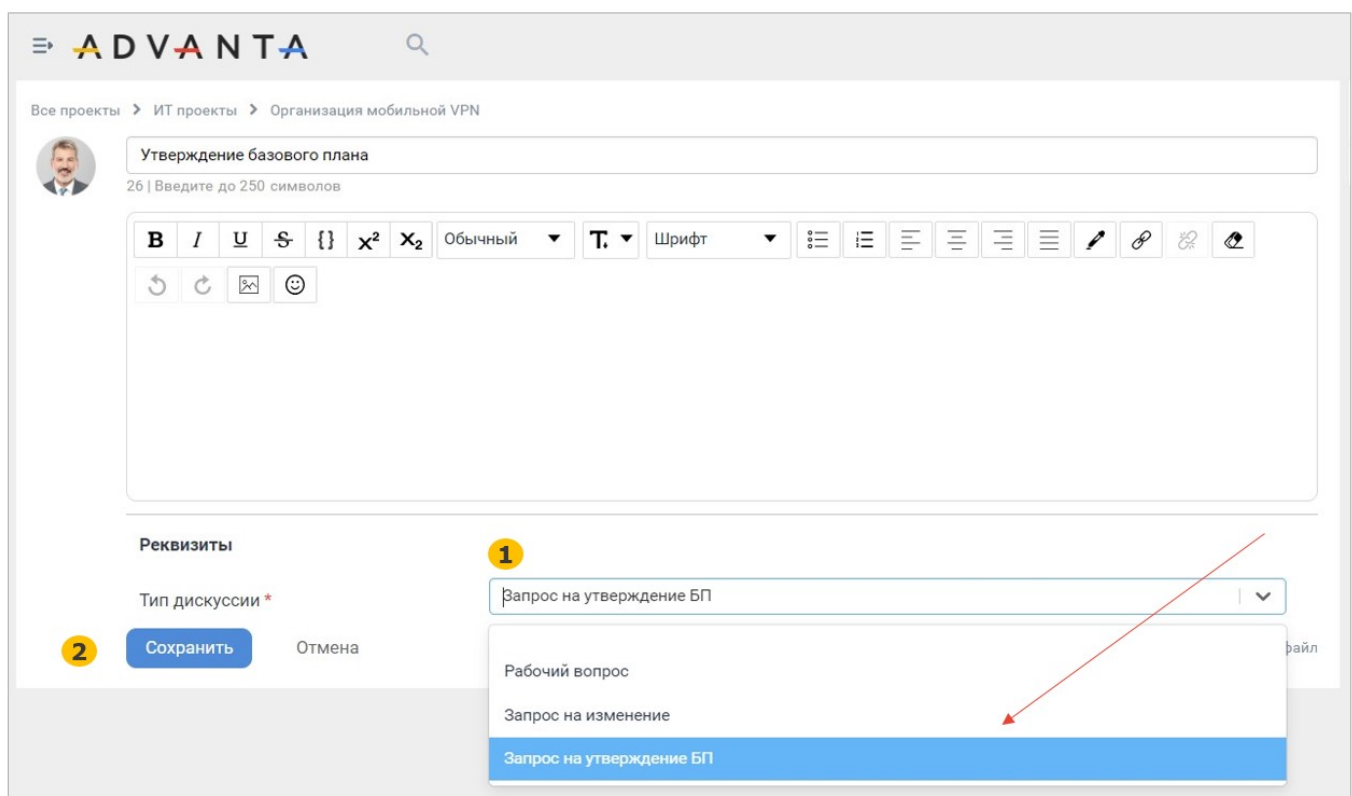 ADVANTA
Все проекты > ИТ проекты > Организация мобильной VPN
Утверждение базового плана
26 | Введите до 250 символов
B I U S {} x² X₂ Обычный T. Шрифт
Реквизиты
1
Тип дискуссии * Запрос на утверждение БП
2 Сохранить Отмена файл
Рабочий вопрос
Запрос на изменение
Запрос на утверждение БП